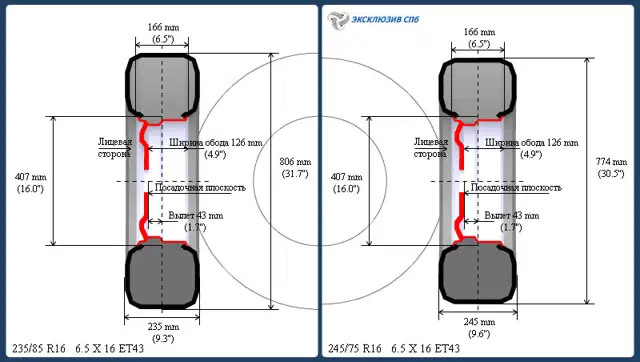 166 mm
(6.5")
Лицевая
сторона
Ширина обода 126 mm
(4.9")
407 mm
(16.0")
806 mm
(31.7")
Посадочная плоскость
Вылет 43 mm
(1.7")
235 mm
(9.3")
235/85 R16 6.5 X 16 ET43
ЭКСКЛЮЗИВ СПб
166 mm
(6.5")
Лицевая
сторона
Ширина обода 126 mm
(4.9")
407 mm
(16.0")
774 mm
(30.5")
Посадочная плоскость
Вылет 43 mm
(1.7")
245 mm
(9.6")
245/75 R16 6.5 X 16 ET43